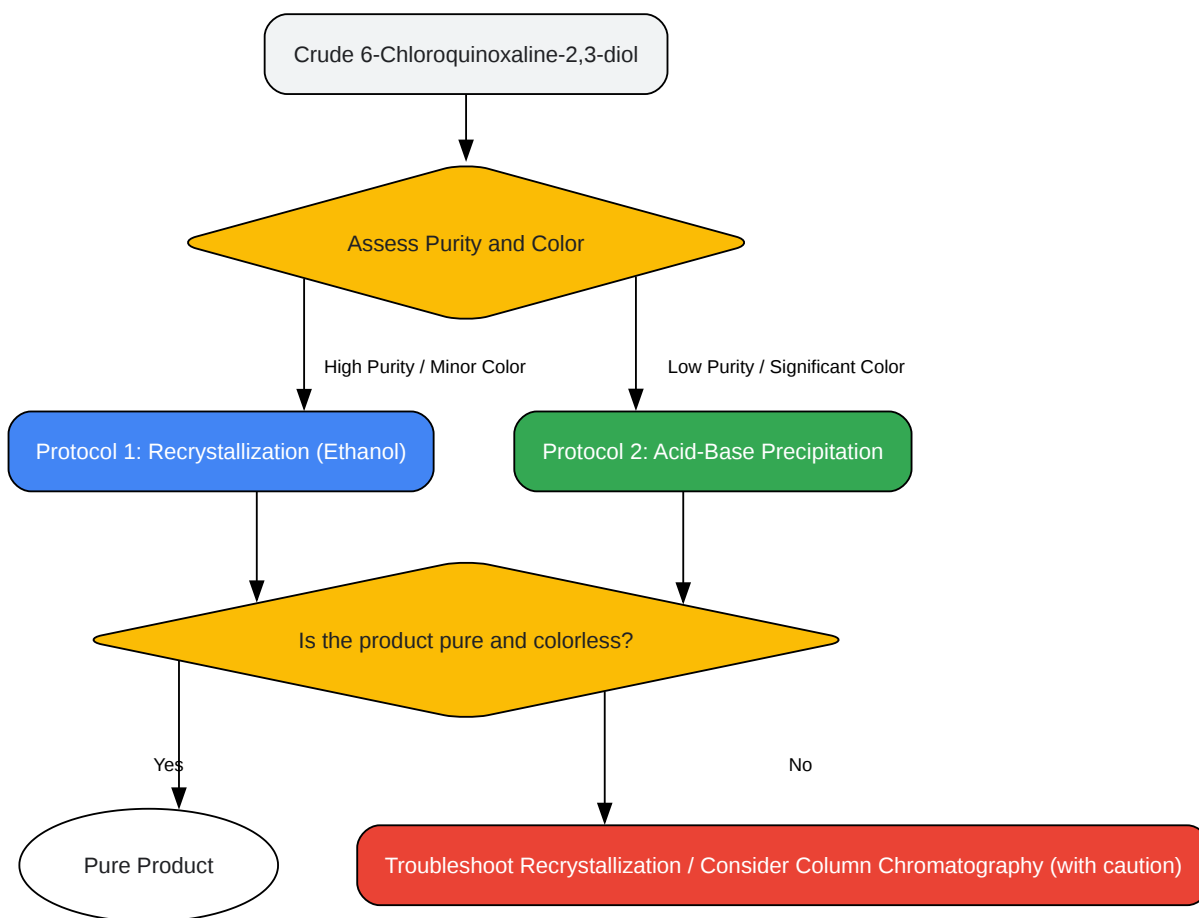 Crude 6-Chloroquinoxaline-2,3-diol
Assess Purity and Color
High Purity / Minor Color
Low Purity / Significant Color
Protocol 1: Recrystallization (Ethanol)
Protocol 2: Acid-Base Precipitation
Is the product pure and colorless?
Yes
No
Pure Product
Troubleshoot Recrystallization / Consider Column Chromatography (with caution)